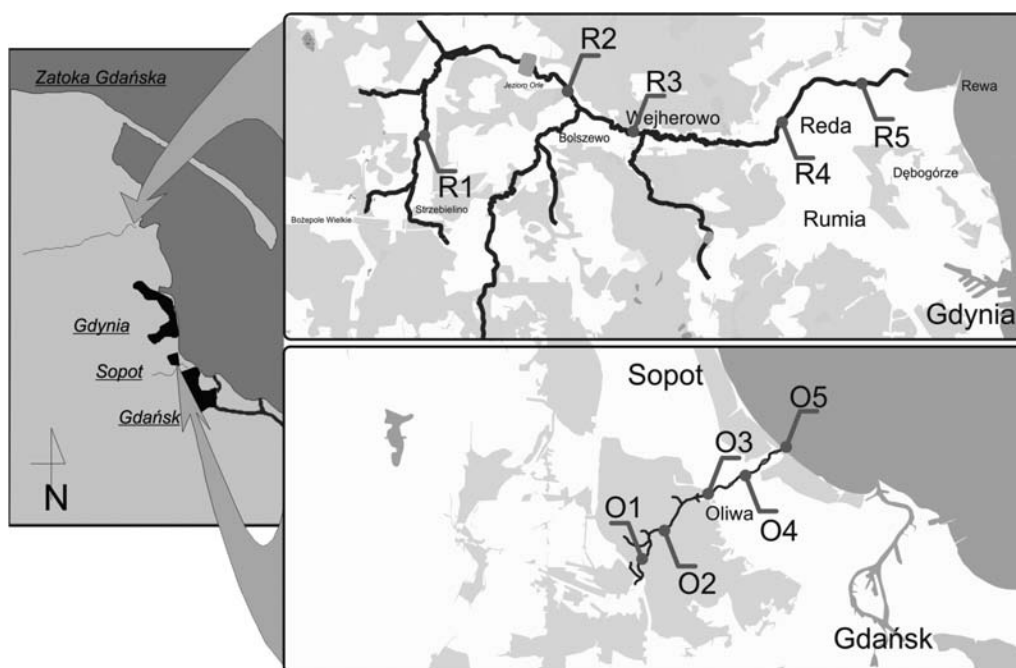 Zatoka Gdańska
Gdynia
Sopot
Gdańsk
N
R2
Jezioro Orle
R3
Wejherowo
Bolszewo
R1
Strzebielino
Bożepole Wielkie
Reda
R4
R5
Rewa
Dębogórze
Rumia
Gdynia
Sopot
O5
O3
O1
Oliwa
O4
O2
Gdańsk